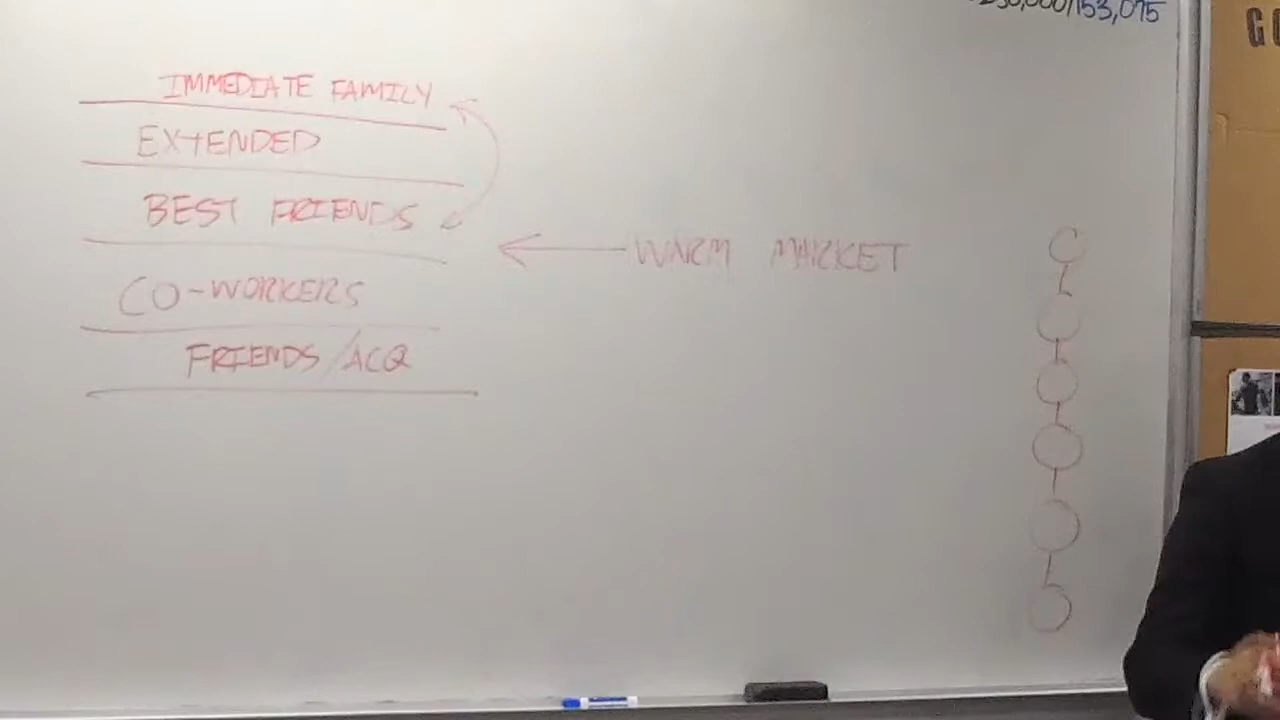 IMMEDIATE FAMILY
EXTENDED
BEST FRIENDS
WARM MARKET
CO-WORKERS
FRIENDS/ACQ